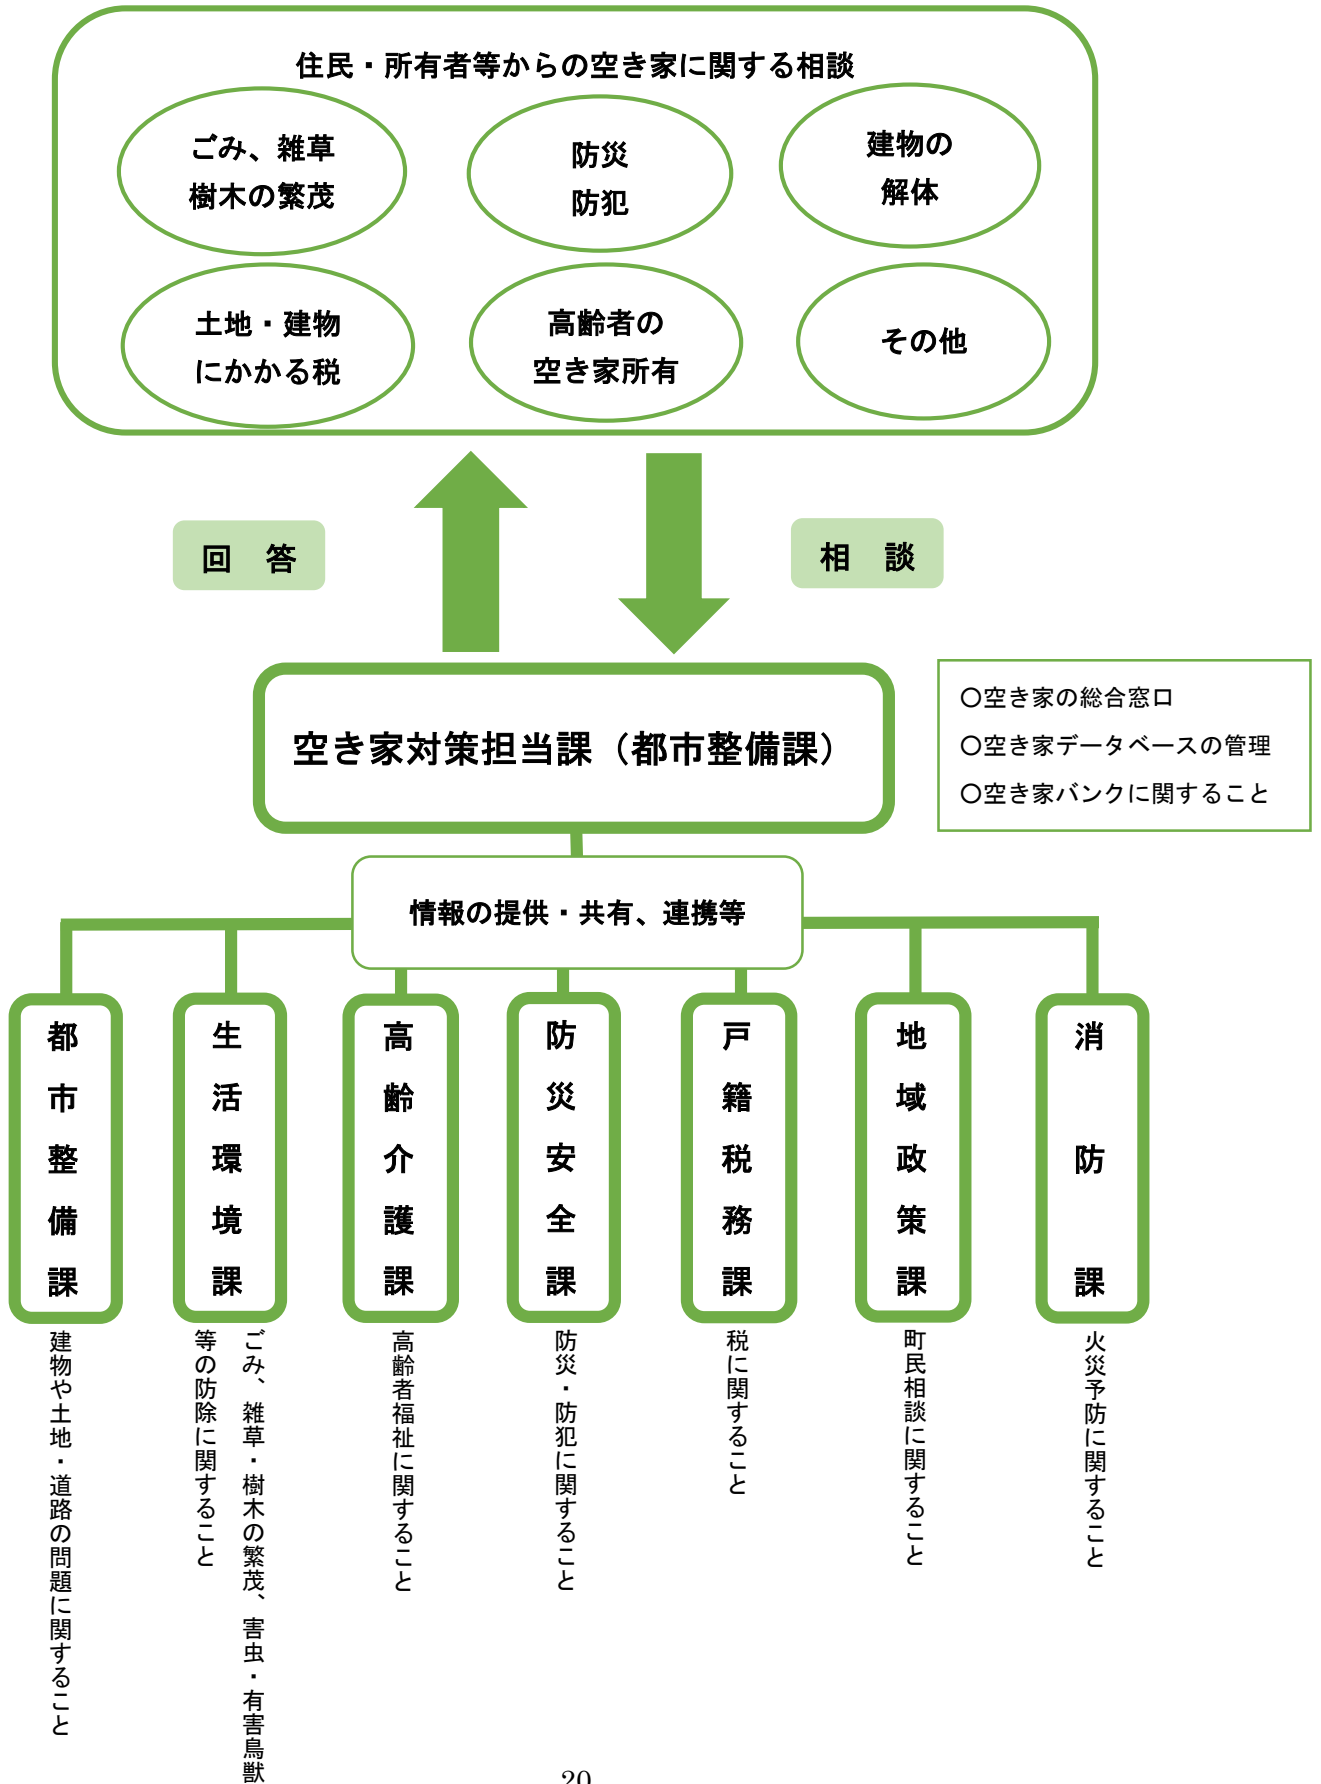 住民・所有者等からの空き家に関する相談
ごみ、雑草
樹木の繁茂
防災
防犯
建物の
解体
土地・建物
にかかる税
高齢者の
空き家所有
その他
回　答
相　談
空き家対策担当課（都市整備課）
〇空き家の総合窓口
〇空き家データベースの管理
〇空き家バンクに関すること
情報の提供・共有、連携等
都市整備課
建物や土地・道路の問題に関すること
生活環境課
ごみ、雑草・樹木の繁茂、害虫・有害鳥獣
等の防除に関すること
高齢介護課
高齢者福祉に関すること
防災安全課
防災・防犯に関すること
戸籍税務課
税に関すること
地域政策課
町民相談に関すること
消防課
火災予防に関すること
20